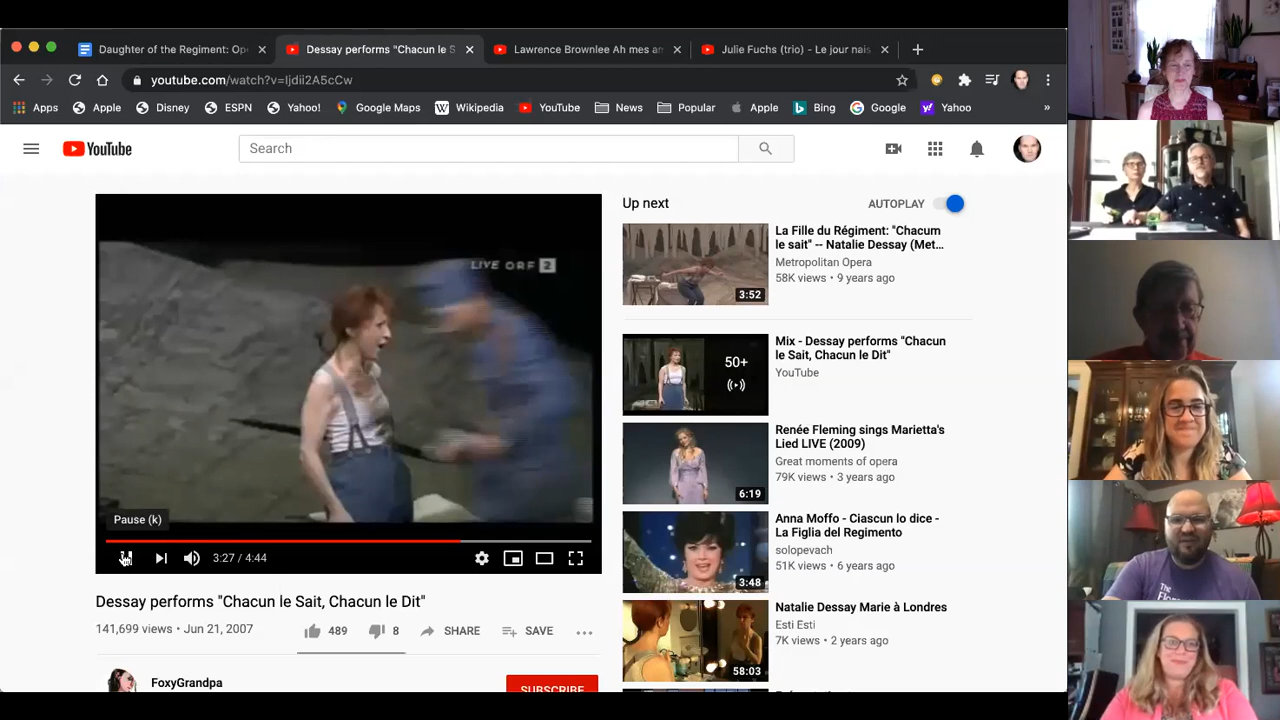 Daughter of the Regiment: Ope
Dessay performs "Chacun le S
Lawrence Brownlee Ah mes an
Julie Fuchs (trio) - Le jour nais
youtube.com/watch?v=Ijdii2A5cCw
Apps
Apple
Disney
ESPN
Yahoo!
Google Maps
Wikipedia
YouTube
News
Popular
Apple
Bing
Google
Yahoo
»
YouTube
Search
LIVE ORF 2
Pause (k)
3:27 / 4:44
Dessay performs "Chacun le Sait, Chacun le Dit"
141,699 views • Jun 21, 2007
489
8
SHARE
SAVE
FoxyGrandpa
SUBSCRIBE
Up next
AUTOPLAY
La Fille du Régiment: "Chacum
le sait" -- Natalie Dessay (Met...
Metropolitan Opera
58K views • 9 years ago
3:52
Mix - Dessay performs "Chacun
le Sait, Chacun le Dit"
YouTube
50+
Renée Fleming sings Marietta's
Lied LIVE (2009)
Great moments of opera
79K views • 3 years ago
6:19
Anna Moffo - Ciascun lo dice -
La Figlia del Regimento
solopevach
51K views • 6 years ago
3:48
Natalie Dessay Marie à Londres
Esti Esti
7K views • 2 years ago
58:03
The